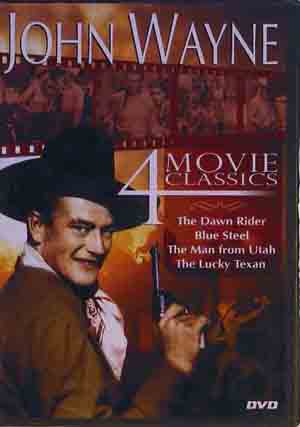 JOHN WAYNE
4 MOVIE
CLASSICS
The Dawn Rider
Blue Steel
The Man from Utah
The Lucky Texan
DVD